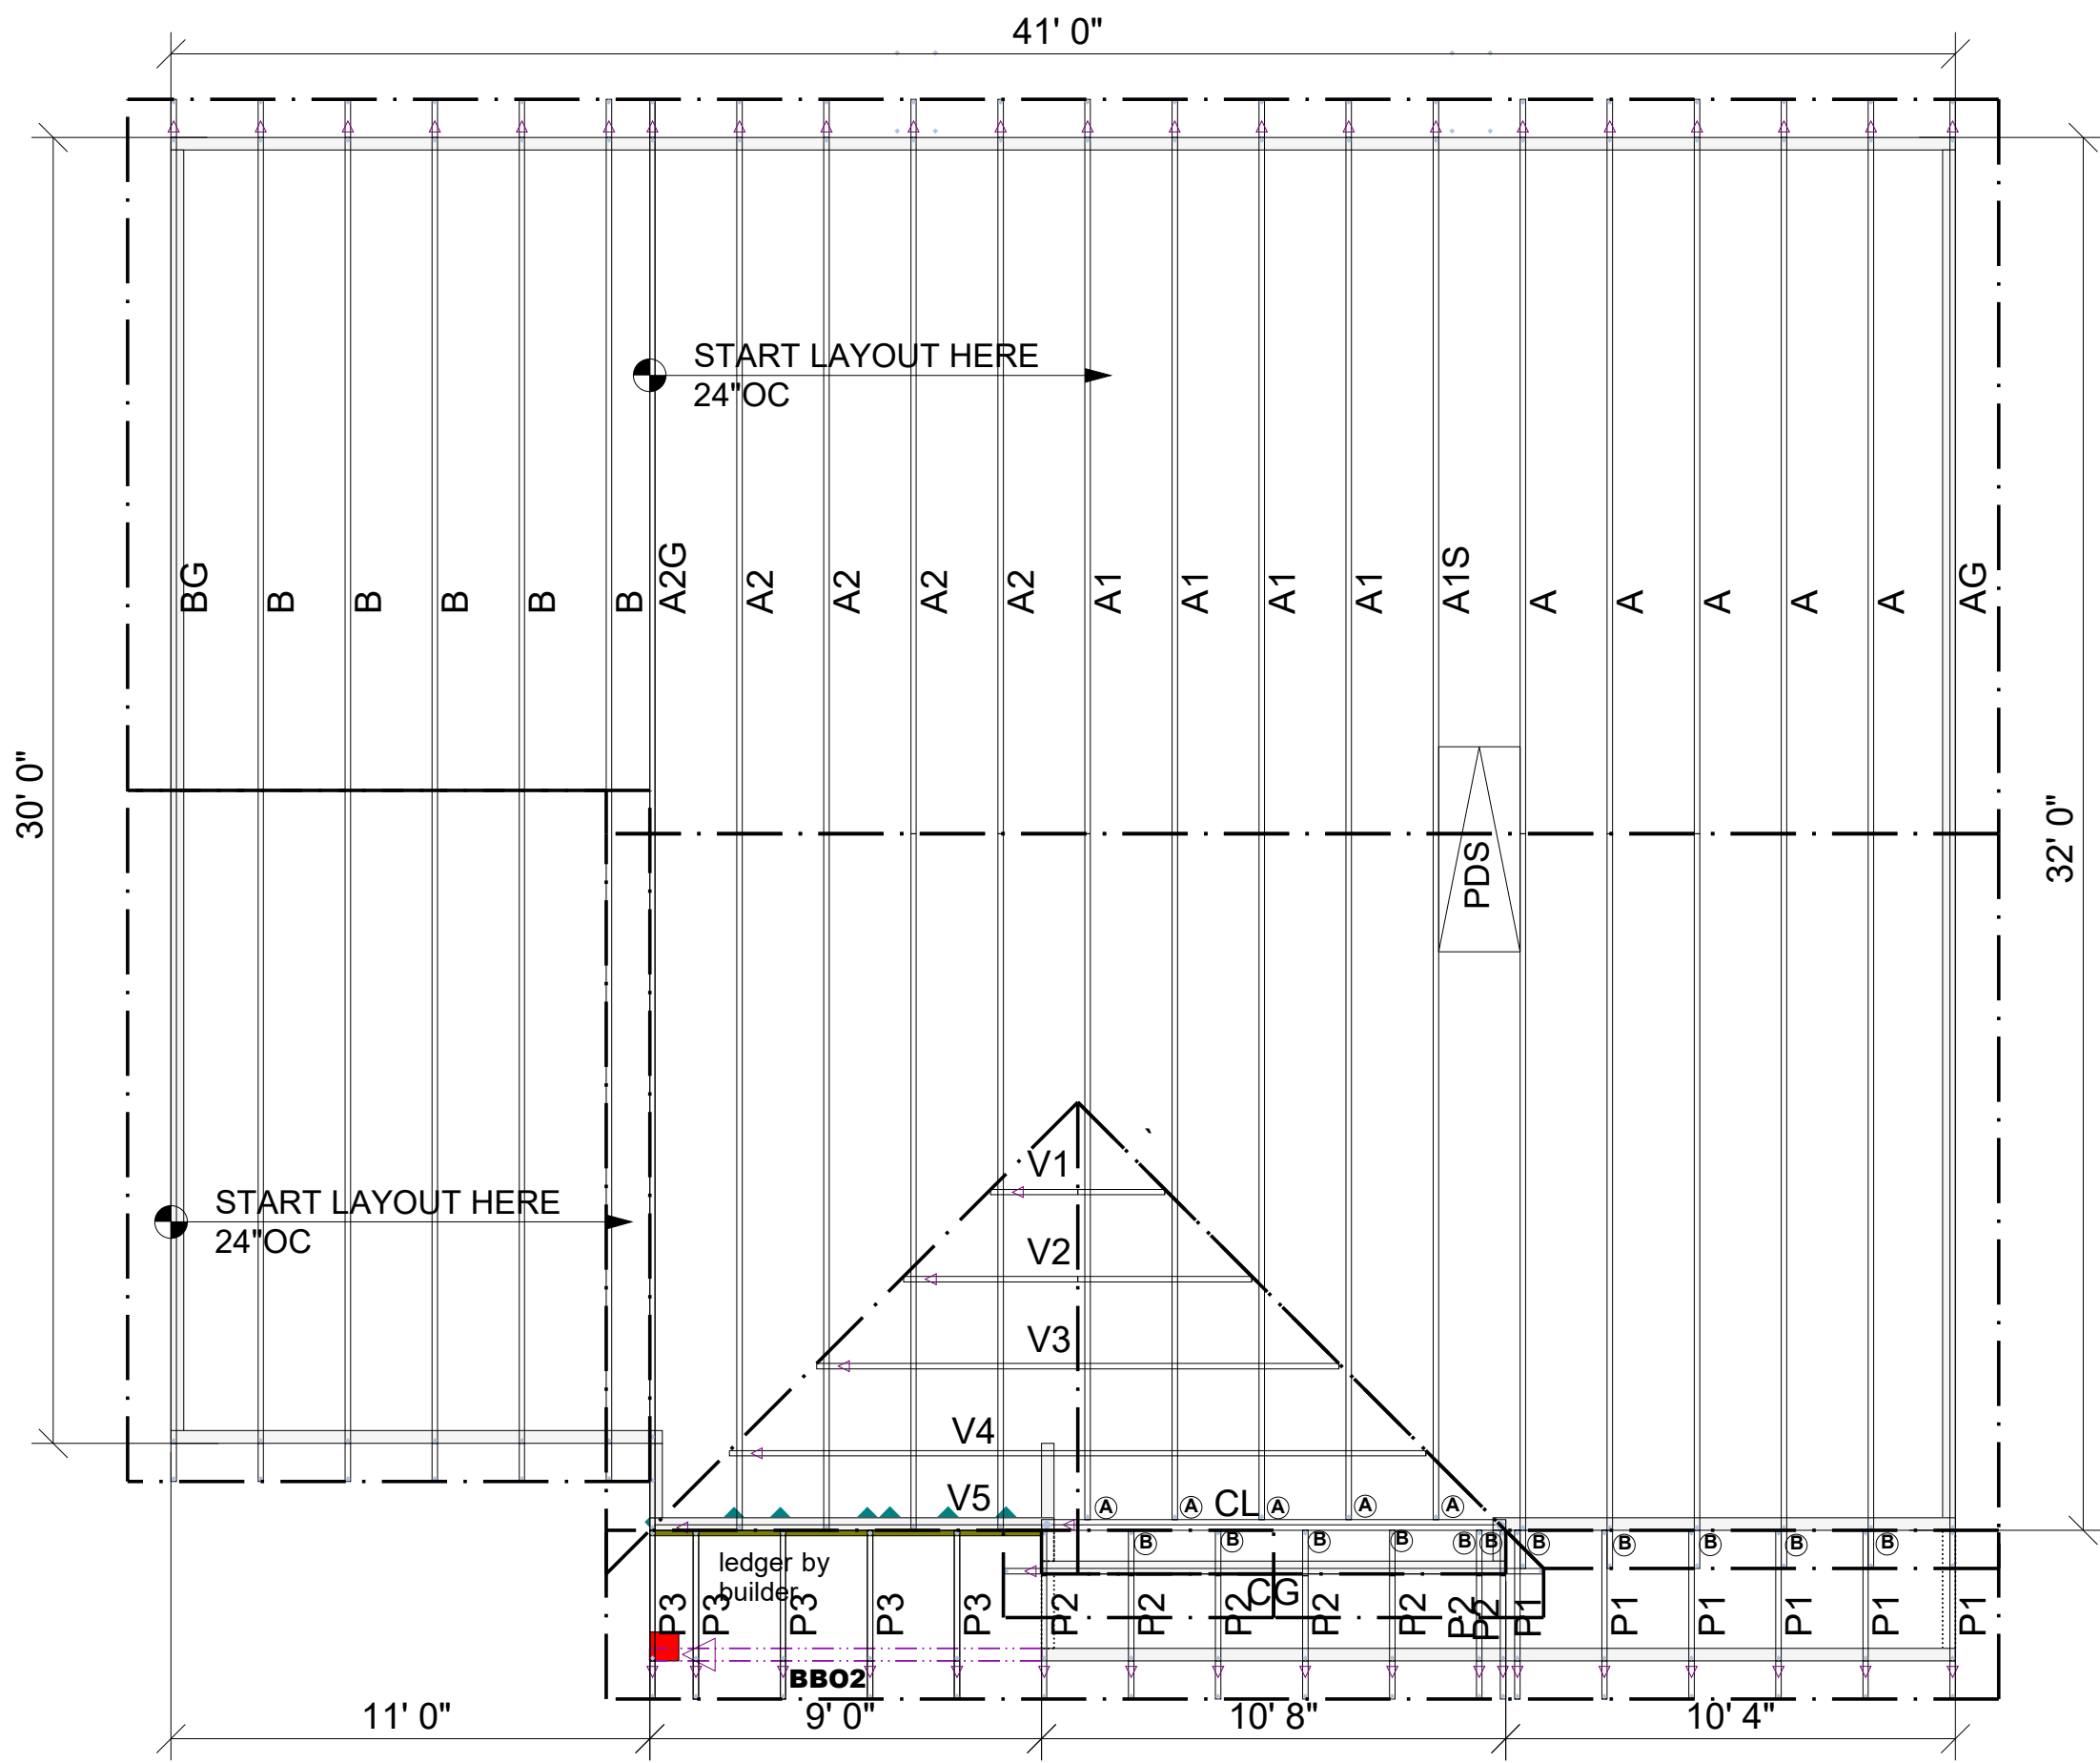 41' 0"
START LAYOUT HERE
24"OC
BG
B
B
B
B
B
A2G
A2
A2
A2
A2
A1
A1
A1
A1
A1S
A
A
A
A
A
AG
30' 0"
32' 0"
PDS
V1
`
V2
START LAYOUT HERE
24"OC
V3
V4
V5
CL
A
A
A
A
A
B
B
B
B
B
B
B
B
B
B
B
ledger by
builder
CG
P3
P3
P3
P3
P3
P2
P2
P2
P2
P2
P2
P2
P1
P1
P1
P1
P1
P1
BBO2
11' 0"
9' 0"
10' 8"
10' 4"